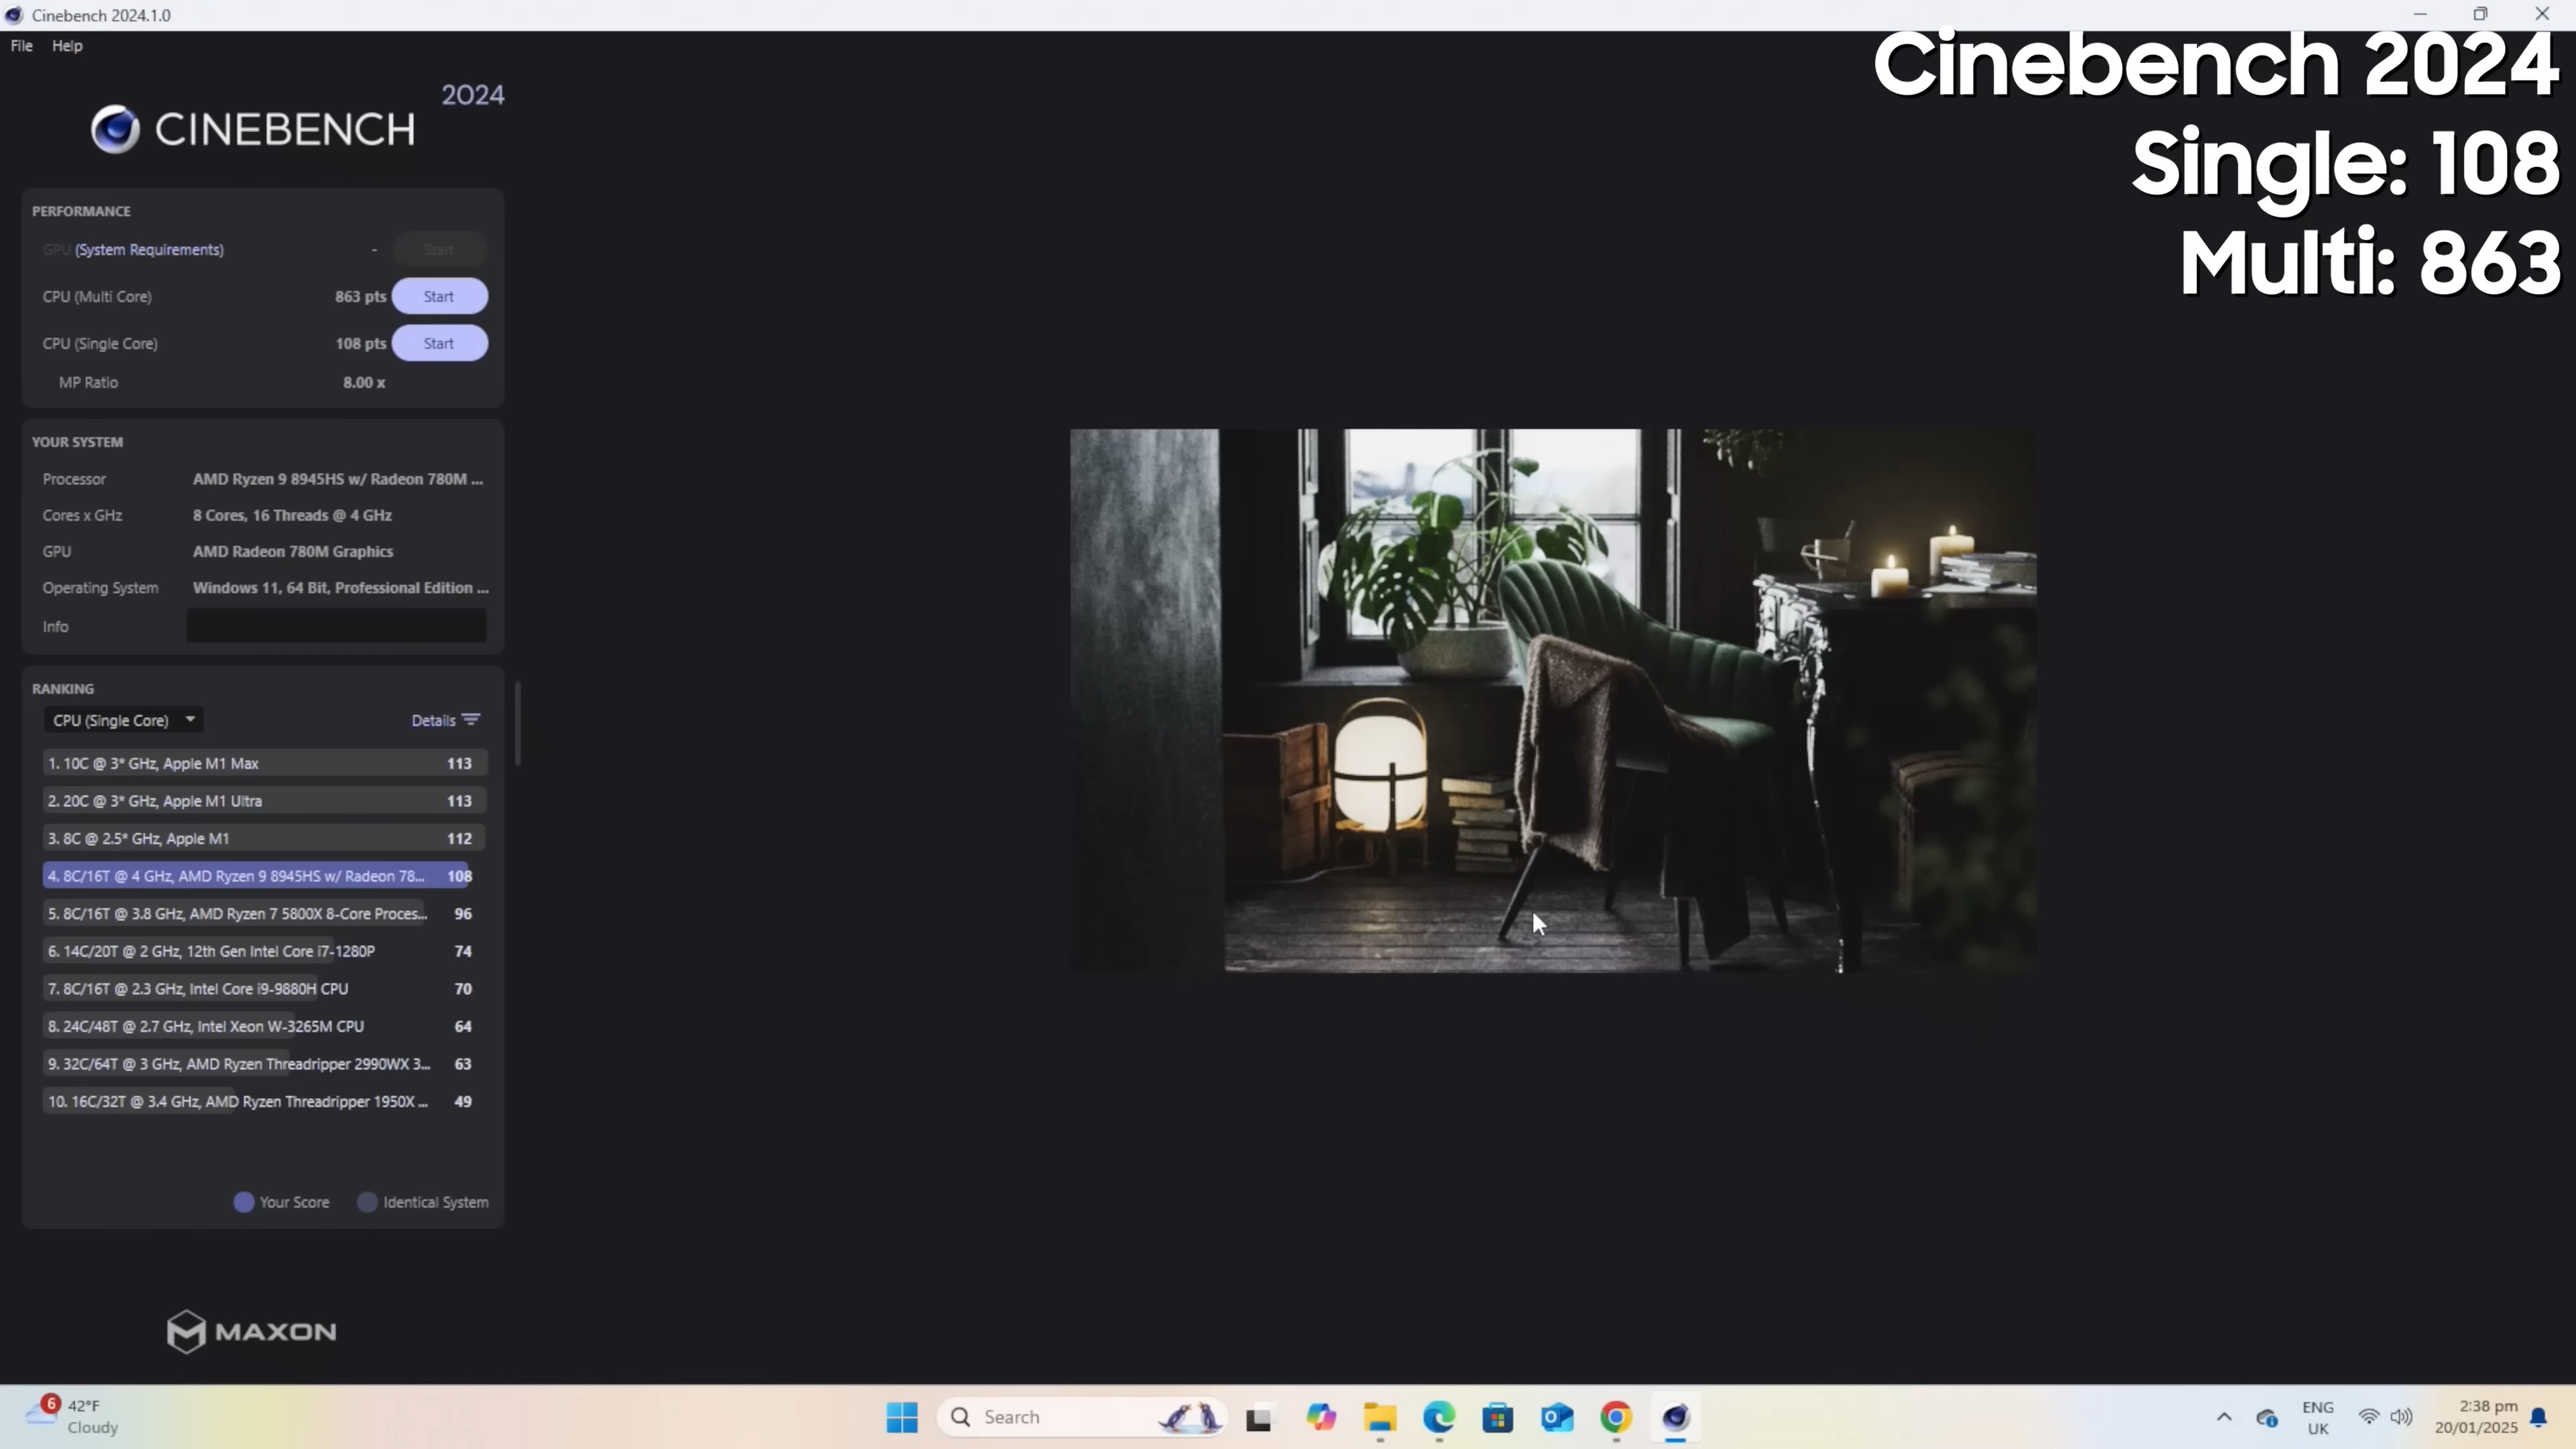 Cinebench 2024.1.0
File Help
Cinebench 2024
Single: 108
Multi: 863
2024
CINEBENCH
PERFORMANCE
GPU (System Requirements) - Start
CPU (Multi Core) 863 pts Start
CPU (Single Core) 108 pts Start
MP Ratio 8.00 x
YOUR SYSTEM
Processor AMD Ryzen 9 8945HS w/ Radeon 780M ...
Cores x GHz 8 Cores, 16 Threads @ 4 GHz
GPU AMD Radeon 780M Graphics
Operating System Windows 11, 64 Bit, Professional Edition ...
Info
RANKING
CPU (Single Core) Details
1. 10C @ 3* GHz, Apple M1 Max 113
2. 20C @ 3* GHz, Apple M1 Ultra 113
3. 8C @ 2.5* GHz, Apple M1 112
4. 8C/16T @ 4 GHz, AMD Ryzen 9 8945HS w/ Radeon 78... 108
5. 8C/16T @ 3.8 GHz, AMD Ryzen 7 5800X 8-Core Proces... 96
6. 14C/20T @ 2 GHz, 12th Gen Intel Core i7-1280P 74
7. 8C/16T @ 2.3 GHz, Intel Core i9-9880H CPU 70
8. 24C/48T @ 2.7 GHz, Intel Xeon W-3265M CPU 64
9. 32C/64T @ 3 GHz, AMD Ryzen Threadripper 2990WX 3... 63
10. 16C/32T @ 3.4 GHz, AMD Ryzen Threadripper 1950X ... 49
Your Score Identical System
MAXON
6 42°F
Cloudy
Search
ENG
UK
2:38 pm
20/01/2025